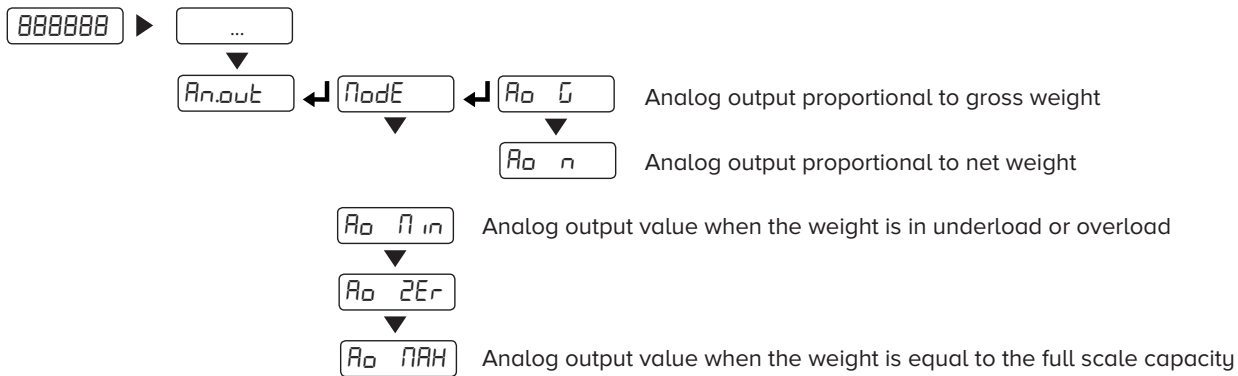 888888 ...
An.out ModE Ao G Analog output proportional to gross weight
Ao n Analog output proportional to net weight
Ao Min Analog output value when the weight is in underload or overload
Ao ZEr
Ao MAX Analog output value when the weight is equal to the full scale capacity